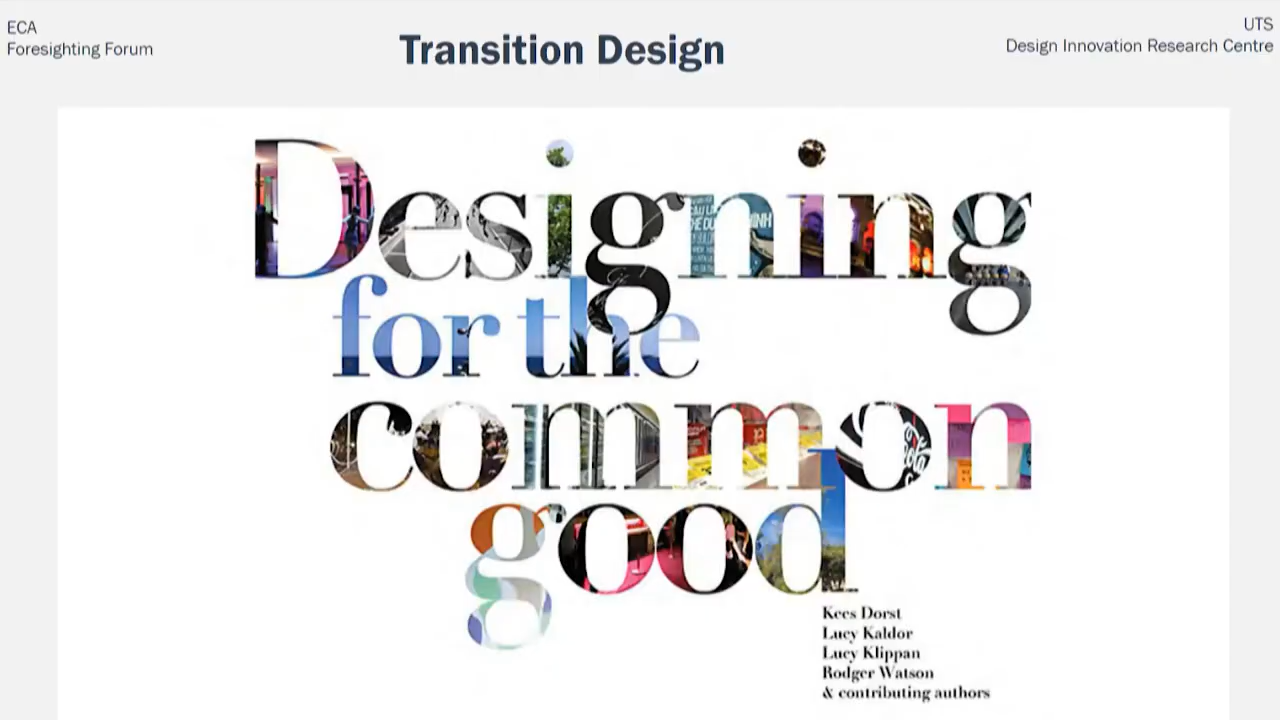 ECA
Foresighting Forum
Transition Design
UTS
Design Innovation Research Centre
Designing
for the
common
good
Kees Dorst
Lucy Kaldor
Lucy Klippan
Rodger Watson
& contributing authors